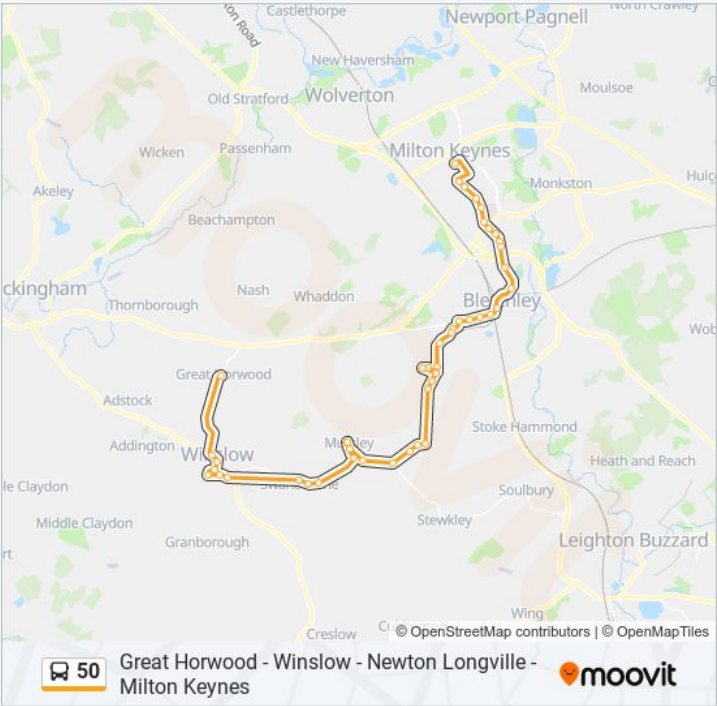 Castlethorpe
North Crawley
Newport Pagnell
ton Road
New Haversham
Moulsoe
Old Stratford
Wolverton
Wicken
Passenham
Milton Keynes
Monkston
Hulc
Akeley
Beachampton
ckingham
Nash
Whaddon
Thornborough
Bletchley
Wob
Great Horwood
Adstock
Stoke Hammond
Addington
Winslow
Mursley
Heath and Reach
le Claydon
Swanbourne
Soulbury
Middle Claydon
Stewkley
rt
Granborough
Leighton Buzzard
Wing
Creslow
© OpenStreetMap contributors | © OpenMapTiles
50
Great Horwood - Winslow - Newton Longville -
Milton Keynes
moovit
moovit